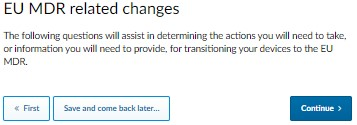 EU MDR related changes
The following questions will assist in determining the actions you will need to take,
or information you will need to provide, for transitioning your devices to the EU
MDR.
« First
Save and come back later...
Continue >